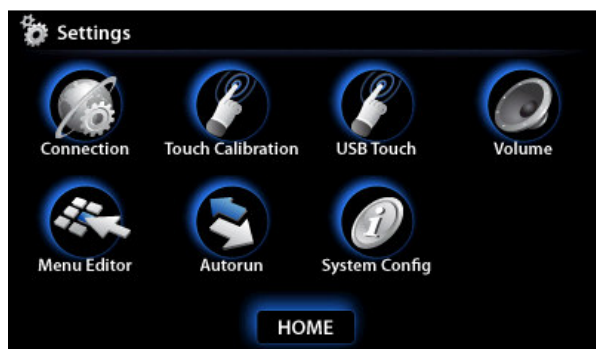 Settings
Connection Touch Calibration USB Touch Volume
Menu Editor Autorun System Config
HOME